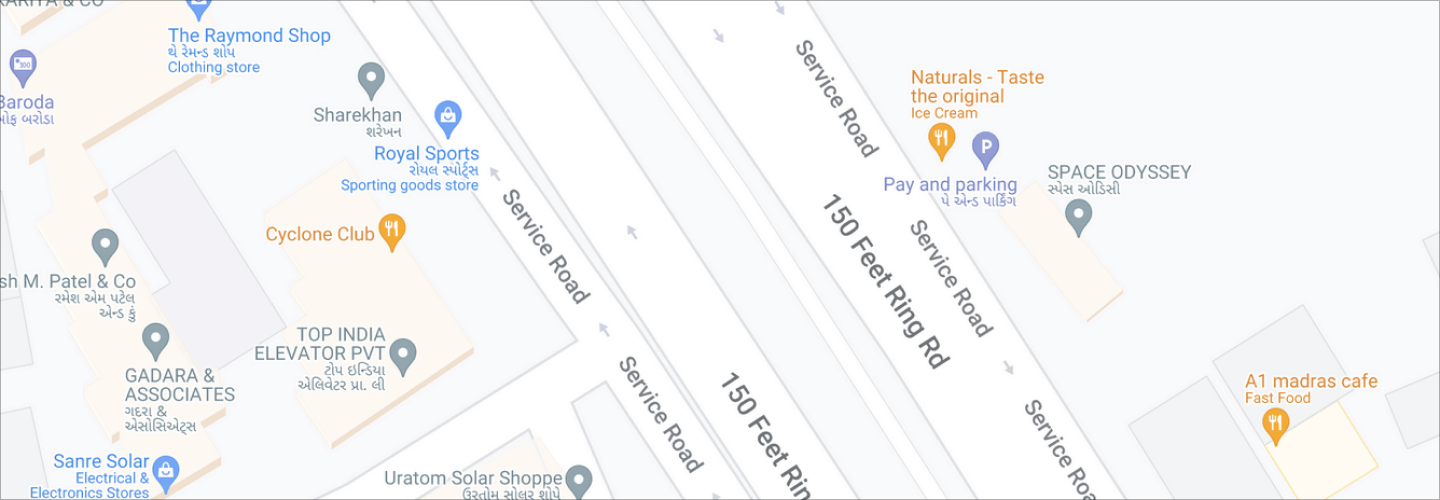 The Raymond Shop
થે રેમન્ડ શોપ
Clothing store
Baroda
Sharekhan
શરેખન
Royal Sports
રોયલ સ્પોર્ટ્સ
Sporting goods store
Cyclone Club
Service Road
150 Feet Ring Rd
Service Road
Naturals - Taste
the original
Ice Cream
Pay and parking
પે એન્ડ પાર્કિંગ
SPACE ODYSSEY
સ્પેસ ઓડિસી
Service Road
M. Patel & Co
રમેશ એમ પટેલ
એન્ડ કું
TOP INDIA
ELEVATOR PVT
ટોપ ઇન્ડિયા
એલિવેટર પ્રા. લી
GADARA &
ASSOCIATES
ગદરા &
એસોસિએટ્સ
Service Road
150 Feet
A1 madras cafe
Fast Food
Service
Sanre Solar
Electrical &
Electronics Stores
Uratom Solar Shoppe
ઉરતોમ સોલર શોપે